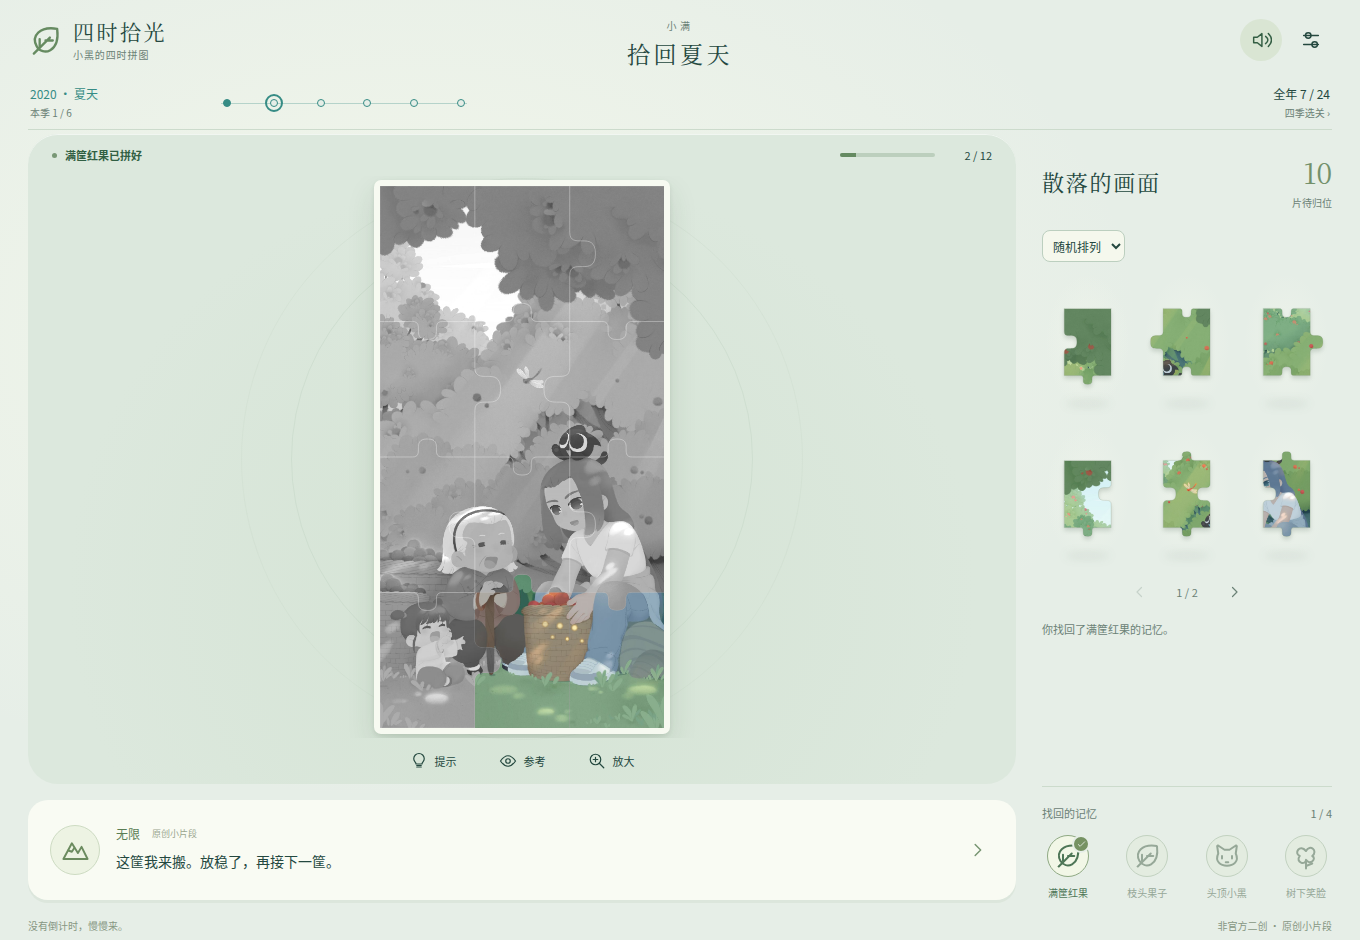 四时拾光
小黑的四时拼图
小满
拾回夏天
2020 · 夏天
本季 1 / 6
全年 7 / 24
四季选关 ›
满筐红果已拼好
2 / 12
散落的画面
10
片待归位
随机排列
1 / 2
你找回了满筐红果的记忆。
提示
参考
放大
无限
原创小片段
这筐我来搬。放稳了，再接下一筐。
找回的记忆
1 / 4
满筐红果
枝头果子
头顶小黑
树下笑脸
没有倒计时，慢慢来。
非官方二创 · 原创小片段